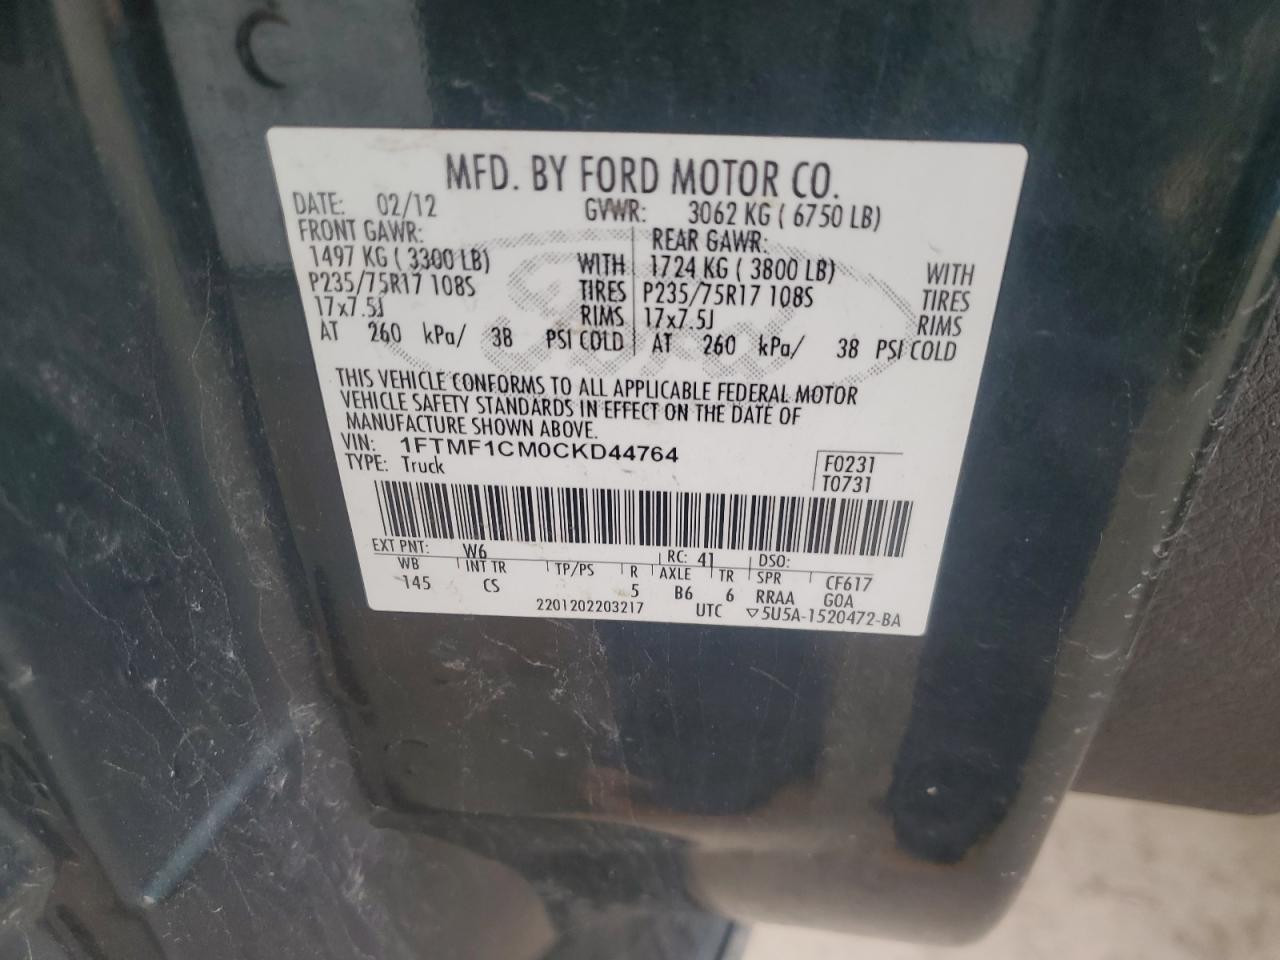 MFD. BY FORD MOTOR CO.
DATE: 02/12 GVWR: 3062 KG ( 6750 LB)
FRONT GAWR: REAR GAWR:
1497 KG ( 3300 LB) WITH 1724 KG ( 3800 LB) WITH
P235/75R17 108S TIRES P235/75R17 108S TIRES
17x7.5J RIMS 17x7.5J RIMS
AT 260 kPa/ 38 PSI COLD AT 260 kPa/ 38 PSI COLD
THIS VEHICLE CONFORMS TO ALL APPLICABLE FEDERAL MOTOR
VEHICLE SAFETY STANDARDS IN EFFECT ON THE DATE OF
MANUFACTURE SHOWN ABOVE.
VIN: 1FTMF1CM0CKD44764
TYPE: Truck
F0231
T0731
EXT PNT: W6 RC: 41 DSO:
WB INT TR TP/PS R AXLE TR SPR CF617
145 CS 5 B6 6 RRAA GOA
2201202203217 UTC ▽5U5A-1520472-BA
Ford